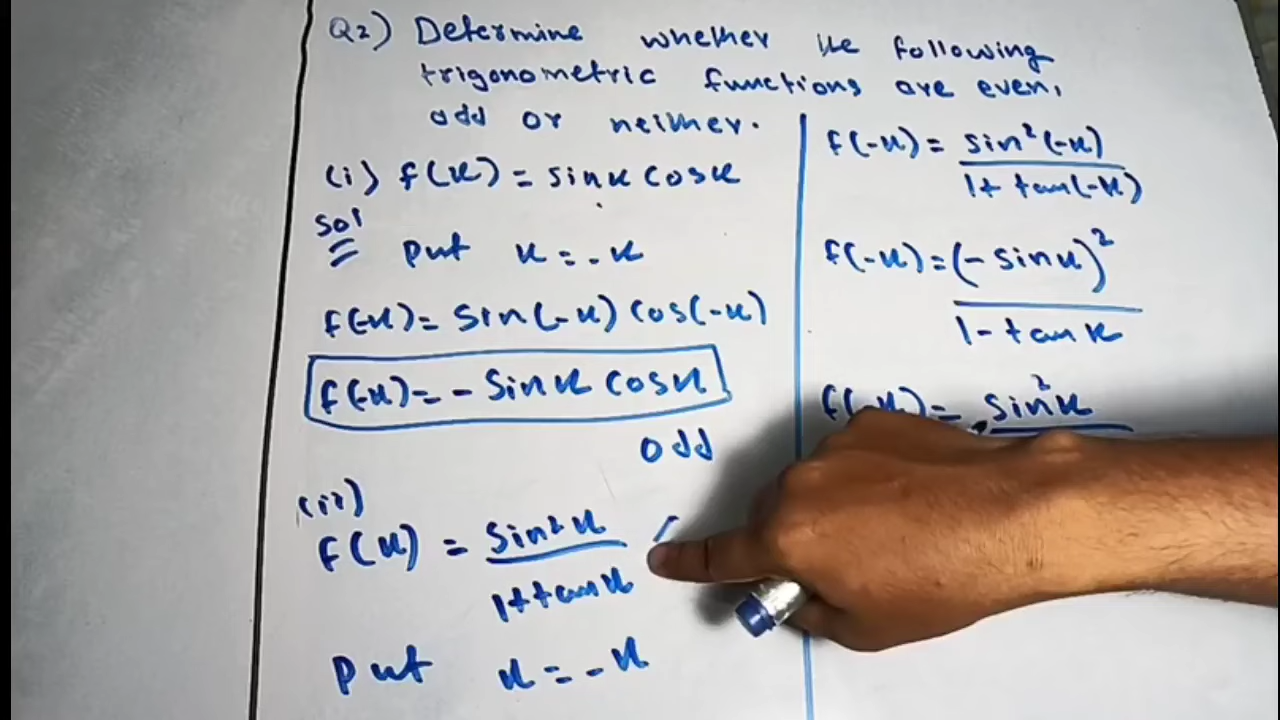 Q2) Determine whether the following
trigonometric functions are even,
odd or neither.
(i) f(x) = sinx cosx
Sol
Put x = -x
f(-x) = sin(-x) cos(-x)
f(-x) = - sinx cosx
odd
(ii)
f(x) = sin²x / 1+tanx
Put x = -x
f(-x) = sin²(-x) / 1+ tan(-x)
f(-x) = (- sinx)² / 1- tanx
f(-x) = sin²x